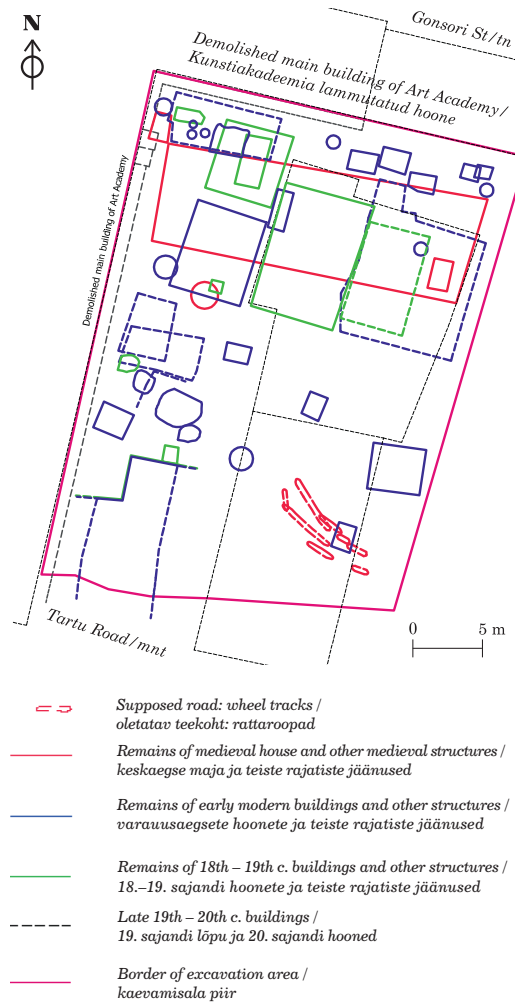 N
Gonsori St/tn
Demolished main building of Art Academy/
Kunstiakadeemia lammutatud hoone
Demolished main building of Art Academy
Tartu Road/mnt
0 5 m
Supposed road: wheel tracks /
oletatav teekoht: rattaroopad
Remains of medieval house and other medieval structures /
keskaegse maja ja teiste rajatiste jäänused
Remains of early modern buildings and other structures /
varauusaegsete hoonete ja teiste rajatiste jäänused
Remains of 18th – 19th c. buildings and other structures /
18.–19. sajandi hoonete ja teiste rajatiste jäänused
Late 19th – 20th c. buildings /
19. sajandi lõpu ja 20. sajandi hooned
Border of excavation area /
kaevamisala piir